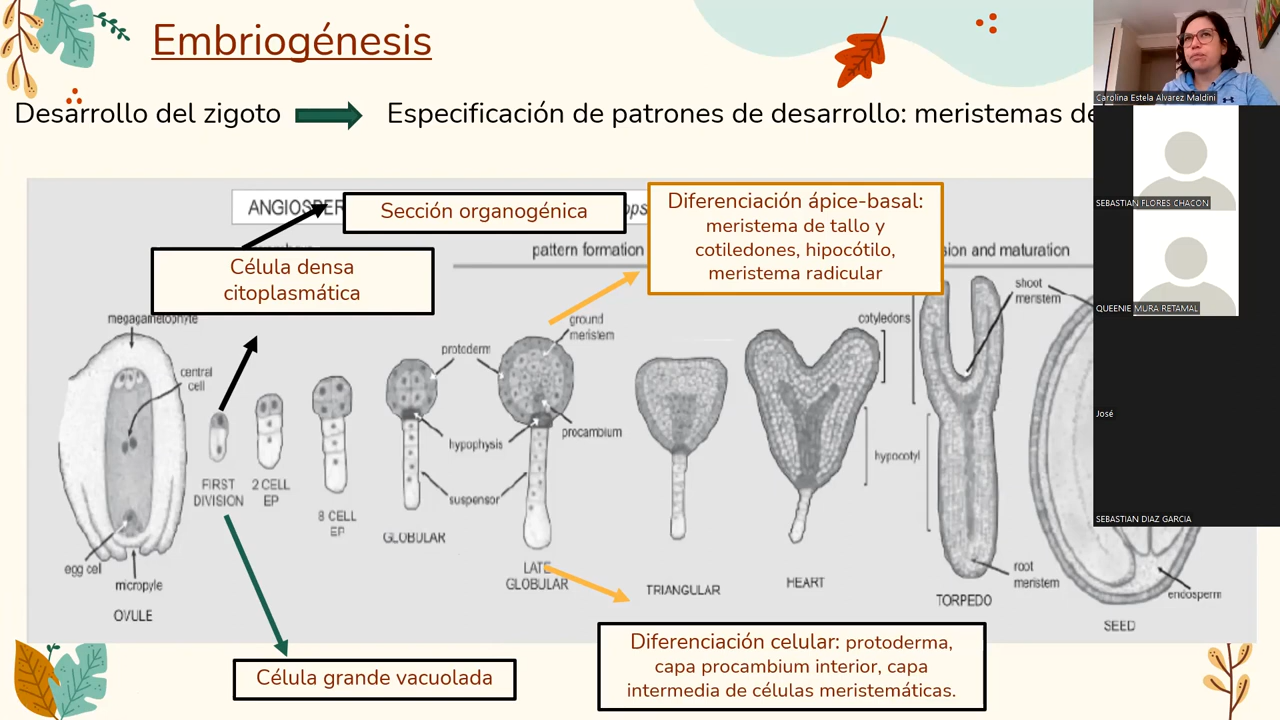 Embriogénesis
Desarrollo del zigoto
Especificación de patrones de desarrollo: meristemas de
Sección organogénica
Diferenciación ápice-basal:
meristema de tallo y
cotiledones, hipocótilo,
meristema radicular
Célula densa
citoplasmática
pattern formation
and maturation
megagametophyte
central
cell
egg cell
micropyle
OVULE
FIRST
DIVISION
2 CELL
EP
8 CELL
EP
protoderm
ground
meristem
hypophysis
procambium
suspensor
GLOBULAR
LATE
GLOBULAR
TRIANGULAR
HEART
cotyledons
hypocotyl
shoot
meristem
root
meristem
TORPEDO
endosperm
SEED
Célula grande vacuolada
Diferenciación celular: protoderma,
capa procambium interior, capa
intermedia de células meristemáticas.
Carolina Estela Alvarez Maldini
SEBASTIAN FLORES CHACON
QUEENIE MURA RETAMAL
José
SEBASTIAN DIAZ GARCIA